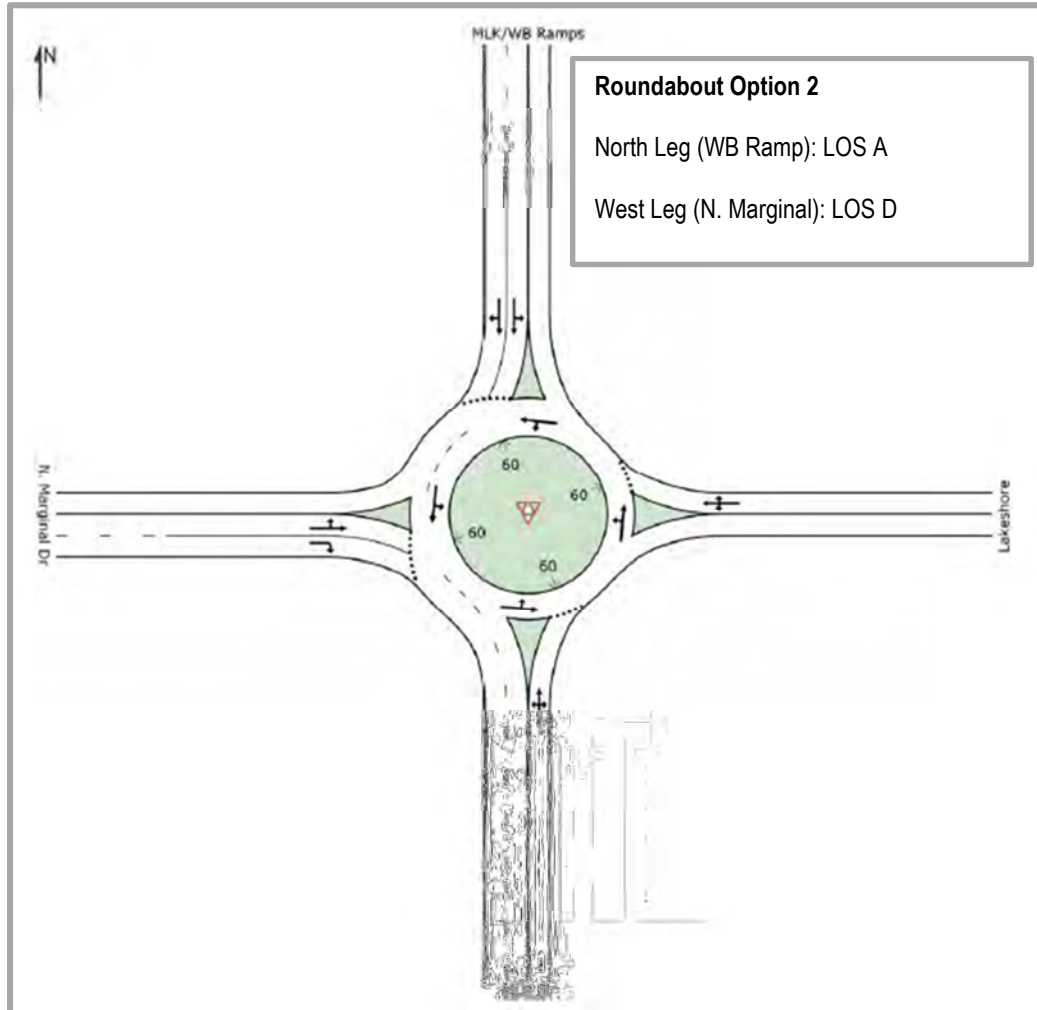 MLK/WB Ramps
N
Roundabout Option 2
North Leg (WB Ramp): LOS A
West Leg (N. Marginal): LOS D
60
60
60
60
N. Marginal Dr
Lakeshore